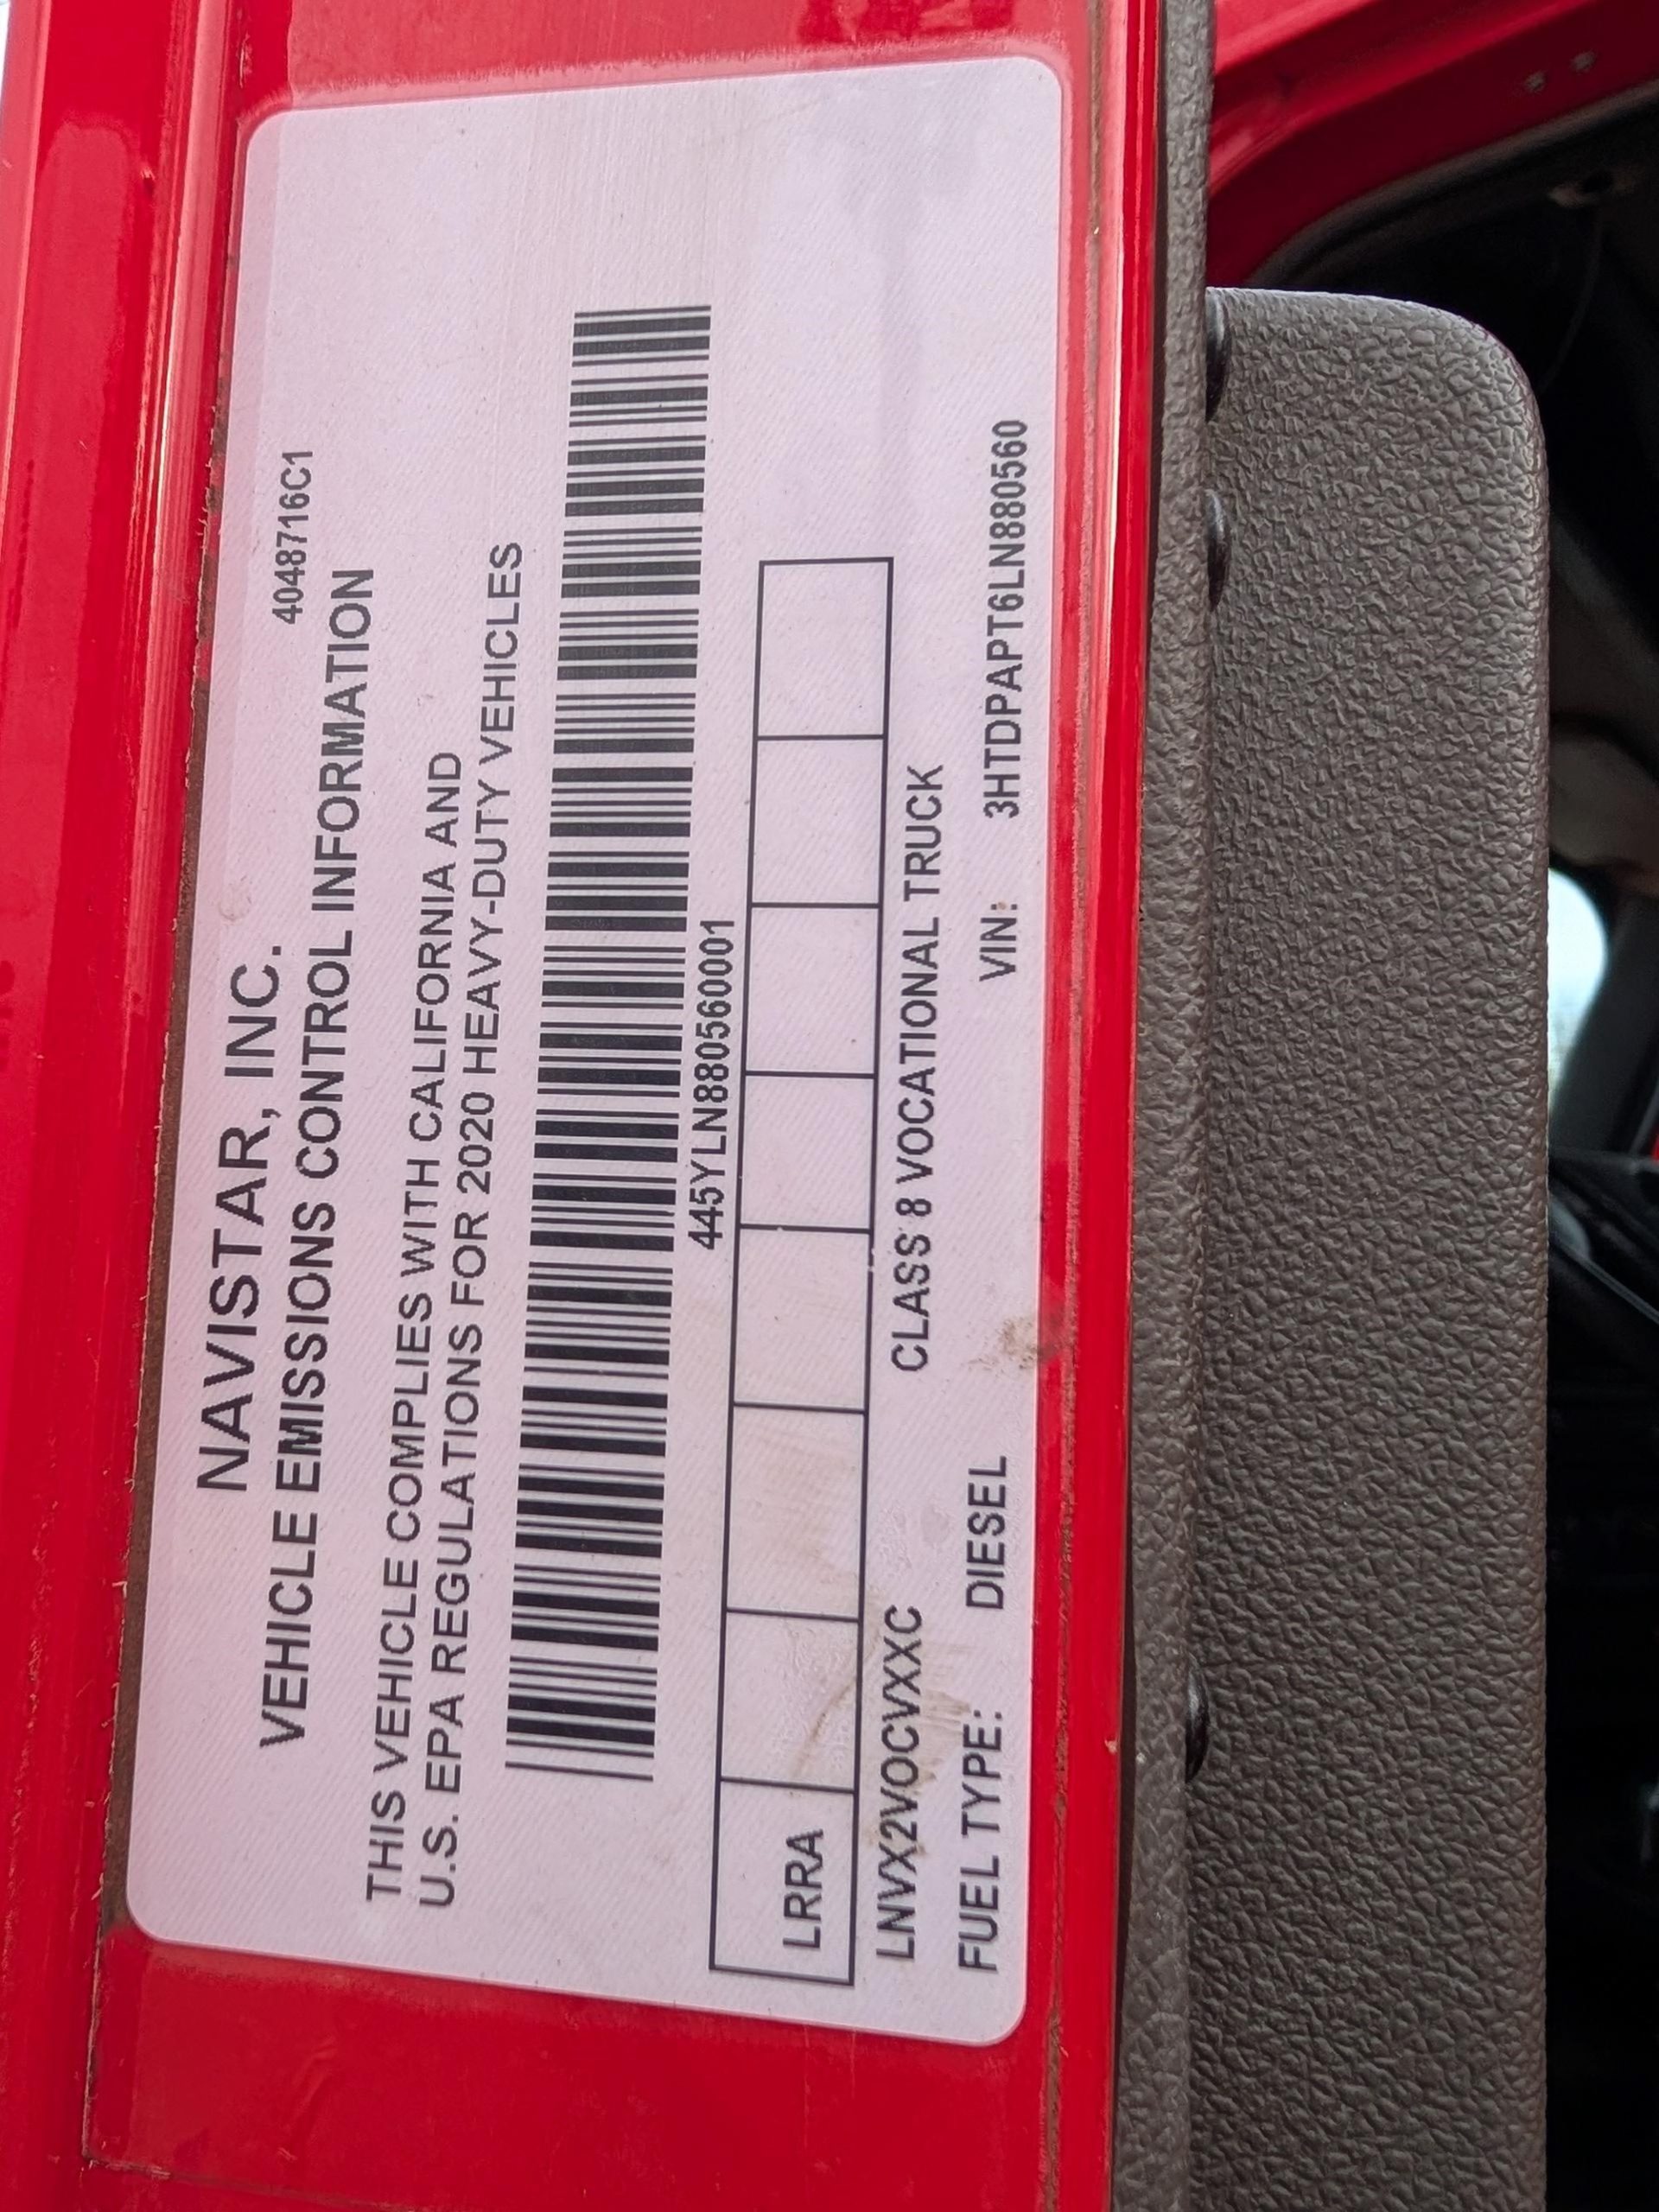 4048716C1
NAVISTAR, INC.
VEHICLE EMISSIONS CONTROL INFORMATION
THIS VEHICLE COMPLIES WITH CALIFORNIA AND
U.S. EPA REGULATIONS FOR 2020 HEAVY-DUTY VEHICLES
445YLN880560001
LRRA
LNVX2VOCVXXC CLASS 8 VOCATIONAL TRUCK
FUEL TYPE: DIESEL VIN: 3HTDPAPT6LN880560